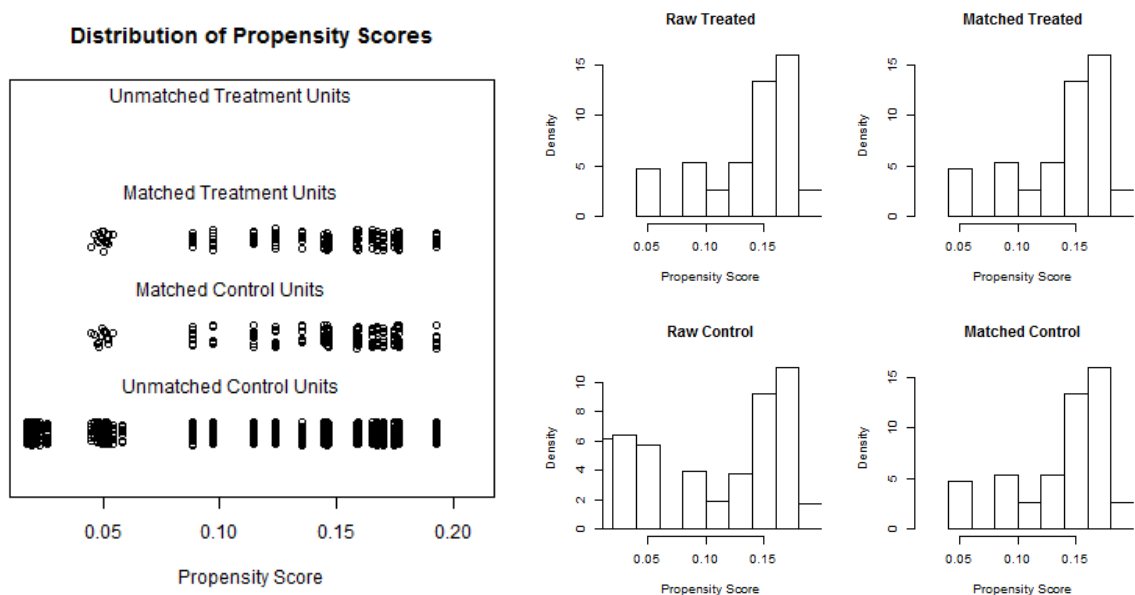 Distribution of Propensity Scores
Unmatched Treatment Units
Matched Treatment Units
Matched Control Units
Unmatched Control Units
0.05 0.10 0.15 0.20
Propensity Score
Raw Treated
Density
0 5 10 15
0.05 0.10 0.15
Propensity Score
Matched Treated
Density
0 5 10 15
0.05 0.10 0.15
Propensity Score
Raw Control
Density
0 2 4 6 8 10
0.05 0.10 0.15
Propensity Score
Matched Control
Density
0 5 10 15
0.05 0.10 0.15
Propensity Score